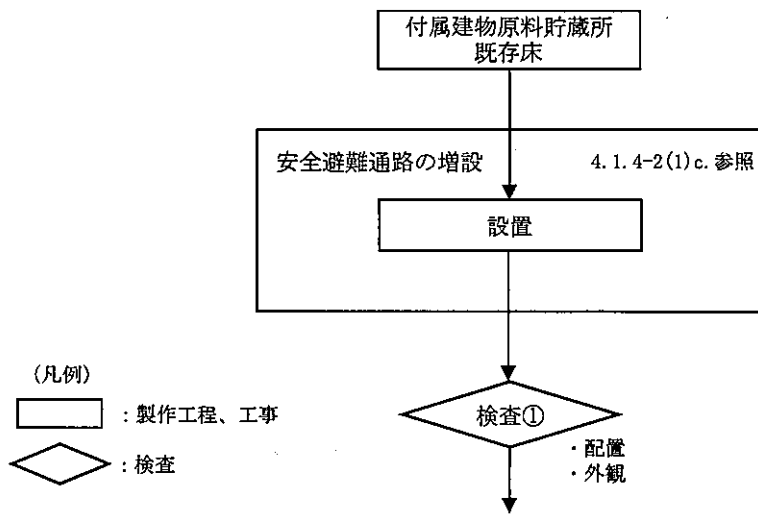 付属建物原料貯蔵所
既存床
安全避難通路の増設 4.1.4-2(1)c.参照
設置
検査①
・配置
・外観
(凡例)
：製作工程、工事
：検査